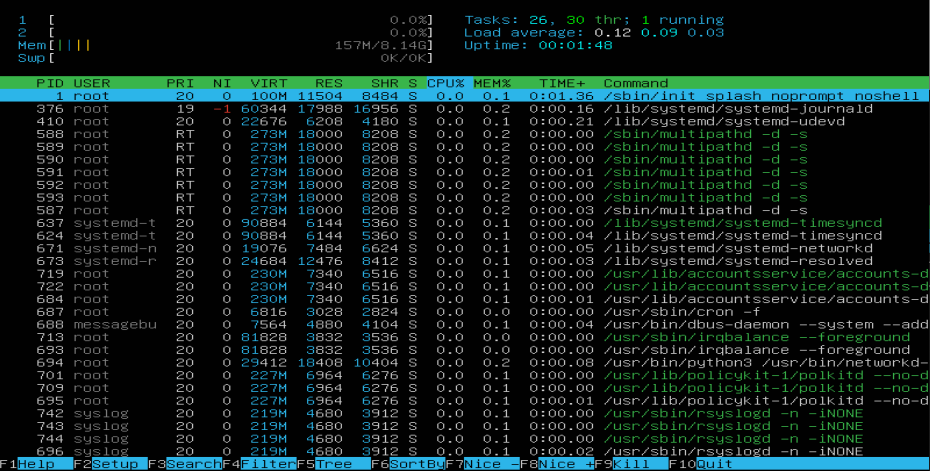 1 [ 0.0%] Tasks: 26, 30 thr; 1 running
2 [ 0.0%] Load average: 0.12 0.09 0.03
Mem[|||| 157M/8.14G] Uptime: 00:01:48
Swp[ 0K/0K]
PID USER PRI NI VIRT RES SHR S CPU% MEM% TIME+ Command
1 root 20 0 100M 11504 8484 S 0.0 0.1 0:01.36 /sbin/init splash noprompt noshell
376 root 19 -1 60344 17988 16956 S 0.0 0.2 0:00.16 /lib/systemd/systemd-journald
410 root 20 0 22676 6208 4180 S 0.0 0.1 0:00.21 /lib/systemd/systemd-udevd
588 root RT 0 273M 18000 8208 S 0.0 0.2 0:00.00 /sbin/multipathd -d -s
589 root RT 0 273M 18000 8208 S 0.0 0.2 0:00.00 /sbin/multipathd -d -s
590 root RT 0 273M 18000 8208 S 0.0 0.2 0:00.00 /sbin/multipathd -d -s
591 root RT 0 273M 18000 8208 S 0.0 0.2 0:00.01 /sbin/multipathd -d -s
592 root RT 0 273M 18000 8208 S 0.0 0.2 0:00.00 /sbin/multipathd -d -s
593 root RT 0 273M 18000 8208 S 0.0 0.2 0:00.00 /sbin/multipathd -d -s
587 root RT 0 273M 18000 8208 S 0.0 0.2 0:00.03 /sbin/multipathd -d -s
637 systemd-t 20 0 90884 6144 5360 S 0.0 0.1 0:00.00 /lib/systemd/systemd-timesyncd
624 systemd-t 20 0 90884 6144 5360 S 0.0 0.1 0:00.04 /lib/systemd/systemd-timesyncd
671 systemd-n 20 0 19076 7484 6624 S 0.0 0.1 0:00.05 /lib/systemd/systemd-networkd
673 systemd-r 20 0 24684 12476 8412 S 0.0 0.1 0:00.03 /lib/systemd/systemd-resolved
719 root 20 0 230M 7340 6516 S 0.0 0.1 0:00.00 /usr/lib/accountsservice/accounts-d
722 root 20 0 230M 7340 6516 S 0.0 0.1 0:00.00 /usr/lib/accountsservice/accounts-d
684 root 20 0 230M 7340 6516 S 0.0 0.1 0:00.01 /usr/lib/accountsservice/accounts-d
687 root 20 0 6816 3028 2824 S 0.0 0.0 0:00.00 /usr/sbin/cron -f
688 messagebu 20 0 7564 4880 4104 S 0.0 0.1 0:00.04 /usr/bin/dbus-daemon --system --add
713 root 20 0 81828 3832 3536 S 0.0 0.0 0:00.00 /usr/sbin/irqbalance --foreground
693 root 20 0 81828 3832 3536 S 0.0 0.0 0:00.00 /usr/sbin/irqbalance --foreground
694 root 20 0 29412 18408 10404 S 0.0 0.2 0:00.08 /usr/bin/python3 /usr/bin/networkd-
701 root 20 0 227M 6964 6276 S 0.0 0.1 0:00.00 /usr/lib/policykit-1/polkitd --no-d
709 root 20 0 227M 6964 6276 S 0.0 0.1 0:00.00 /usr/lib/policykit-1/polkitd --no-d
695 root 20 0 227M 6964 6276 S 0.0 0.1 0:00.01 /usr/lib/policykit-1/polkitd --no-d
742 syslog 20 0 219M 4680 3912 S 0.0 0.1 0:00.00 /usr/sbin/rsyslogd -n -iNONE
743 syslog 20 0 219M 4680 3912 S 0.0 0.1 0:00.00 /usr/sbin/rsyslogd -n -iNONE
744 syslog 20 0 219M 4680 3912 S 0.0 0.1 0:00.00 /usr/sbin/rsyslogd -n -iNONE
696 syslog 20 0 219M 4680 3912 S 0.0 0.1 0:00.02 /usr/sbin/rsyslogd -n -iNONE
F1Help F2Setup F3SearchF4FilterF5Tree F6SortByF7Nice -F8Nice +F9Kill F10Quit